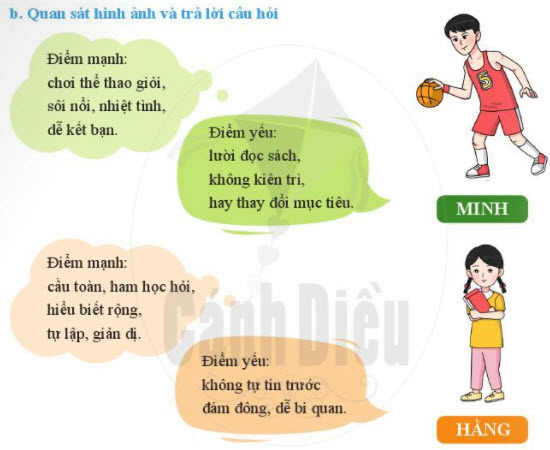 b. Quan sát hình ảnh và trả lời câu hỏi
Điểm mạnh:
chơi thể thao giỏi,
sôi nổi, nhiệt tình,
dễ kết bạn.
Điểm yếu:
lười đọc sách,
không kiên trì,
hay thay đổi mục tiêu.
5
MINH
Điểm mạnh:
cầu toàn, ham học hỏi,
hiểu biết rộng,
tự lập, giản dị.
Cánh Diều
Điểm yếu:
không tự tin trước
đám đông, dễ bi quan.
HẰNG